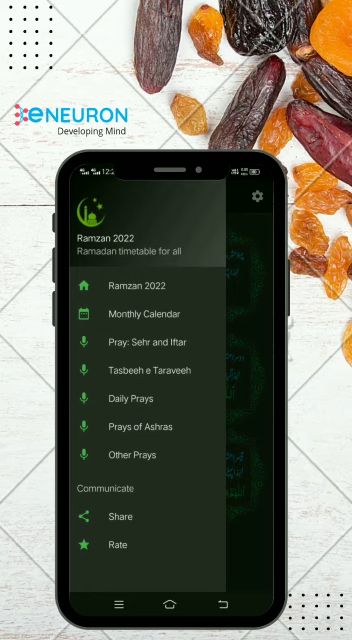 eNEURON
Developing Mind
Ramzan 2022
Ramadan timetable for all
Ramzan 2022
Monthly Calendar
Pray: Sehr and Iftar
Tasbeeh e Taraveeh
Daily Prays
Prays of Ashras
Other Prays
Communicate
Share
Rate